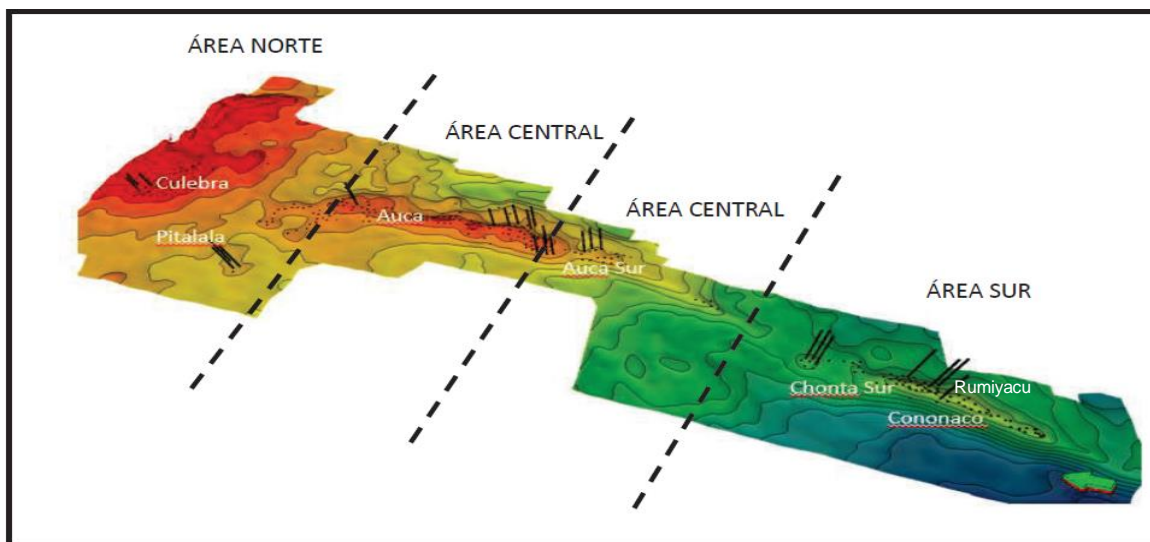 ÁREA NORTE
ÁREA CENTRAL
ÁREA CENTRAL
ÁREA SUR
Culebra
Auca
Pitalala
Auca Sur
Chonta Sur
Rumiyacu
Cononaco